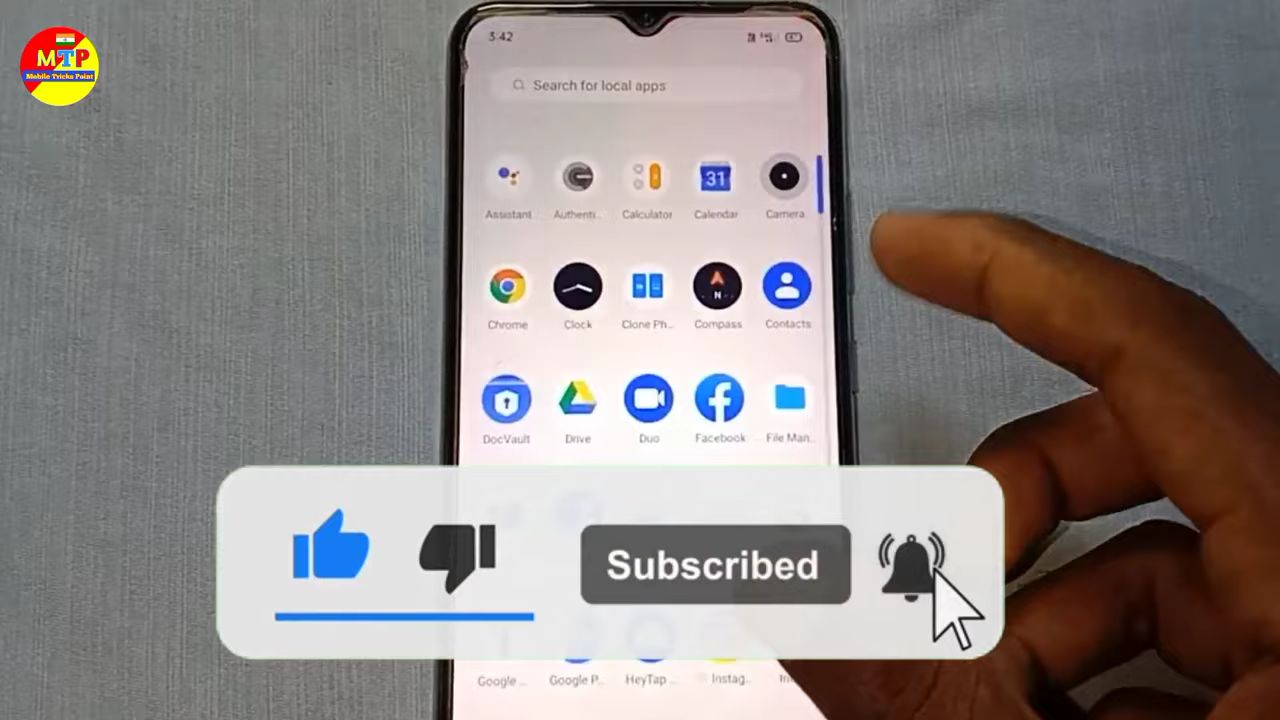 MTP
Mobile Tricks Point
3:42
Search for local apps
Assistant
Authenti..
Calculator
31
Calendar
Camera
Chrome
Clock
Clone Ph...
N
Compass
Contacts
DocVault
Drive
Duo
Facebook
File Man..
Subscribed
Google ...
Google P...
HeyTap ...
Instag..